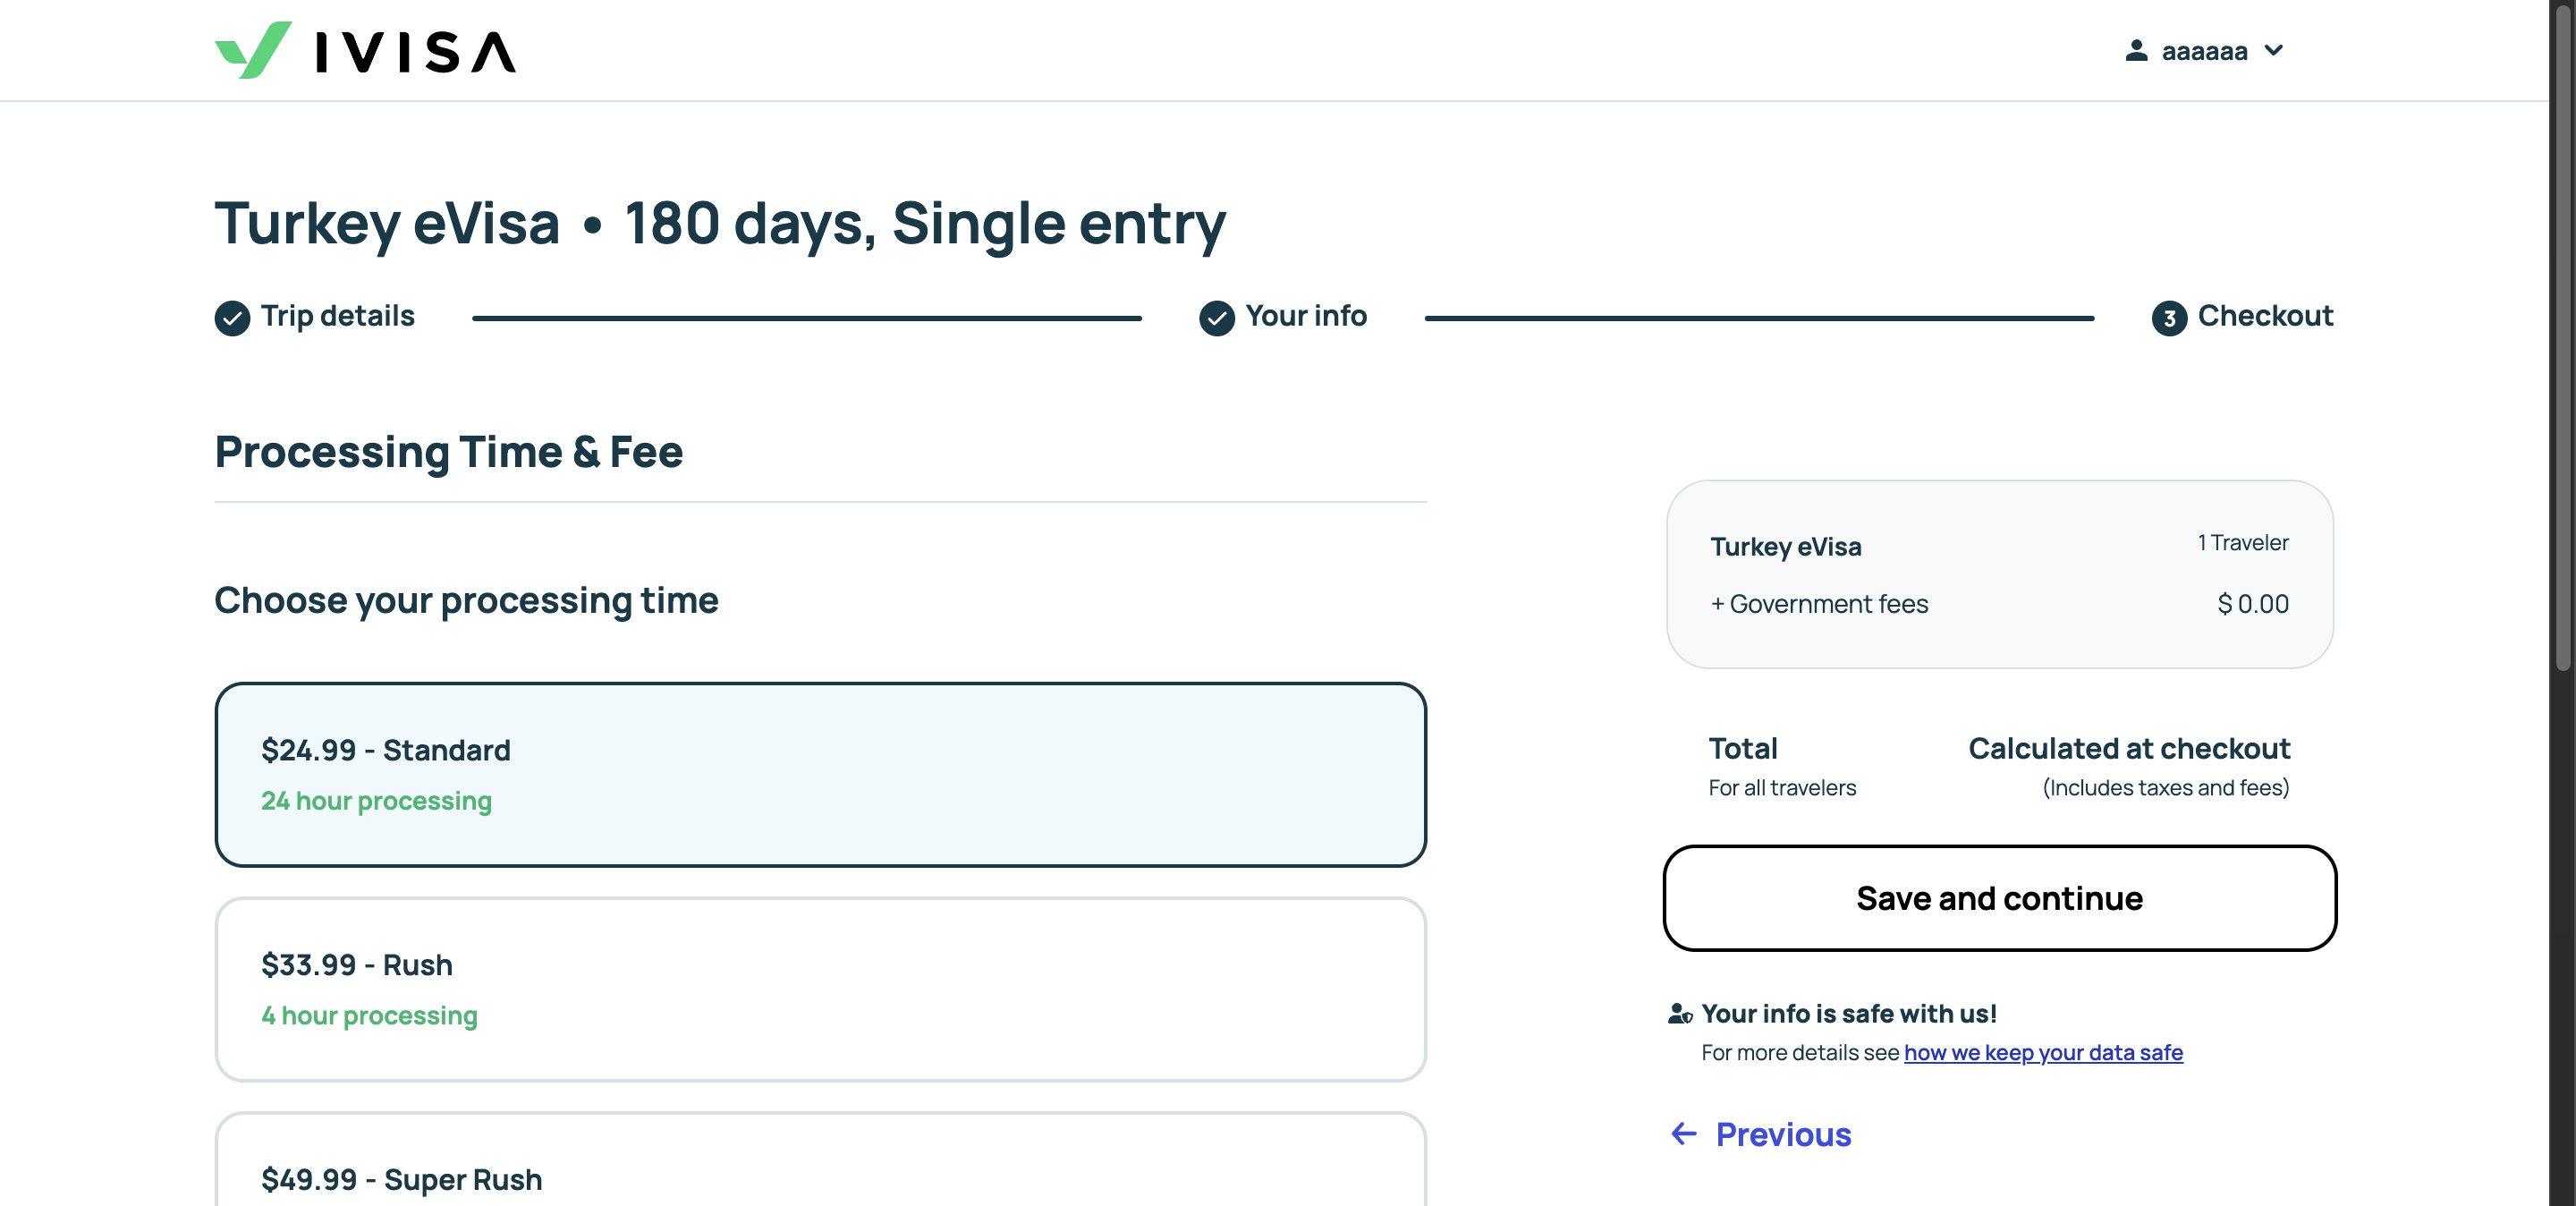 IVISA
aaaaaa
Turkey eVisa • 180 days, Single entry
Trip details
Your info
3 Checkout
Processing Time & Fee
Choose your processing time
$24.99 - Standard
24 hour processing
$33.99 - Rush
4 hour processing
$49.99 - Super Rush
Turkey eVisa 1 Traveler
+ Government fees $ 0.00
Total Calculated at checkout
For all travelers (Includes taxes and fees)
Save and continue
Your info is safe with us!
For more details see how we keep your data safe
Previous